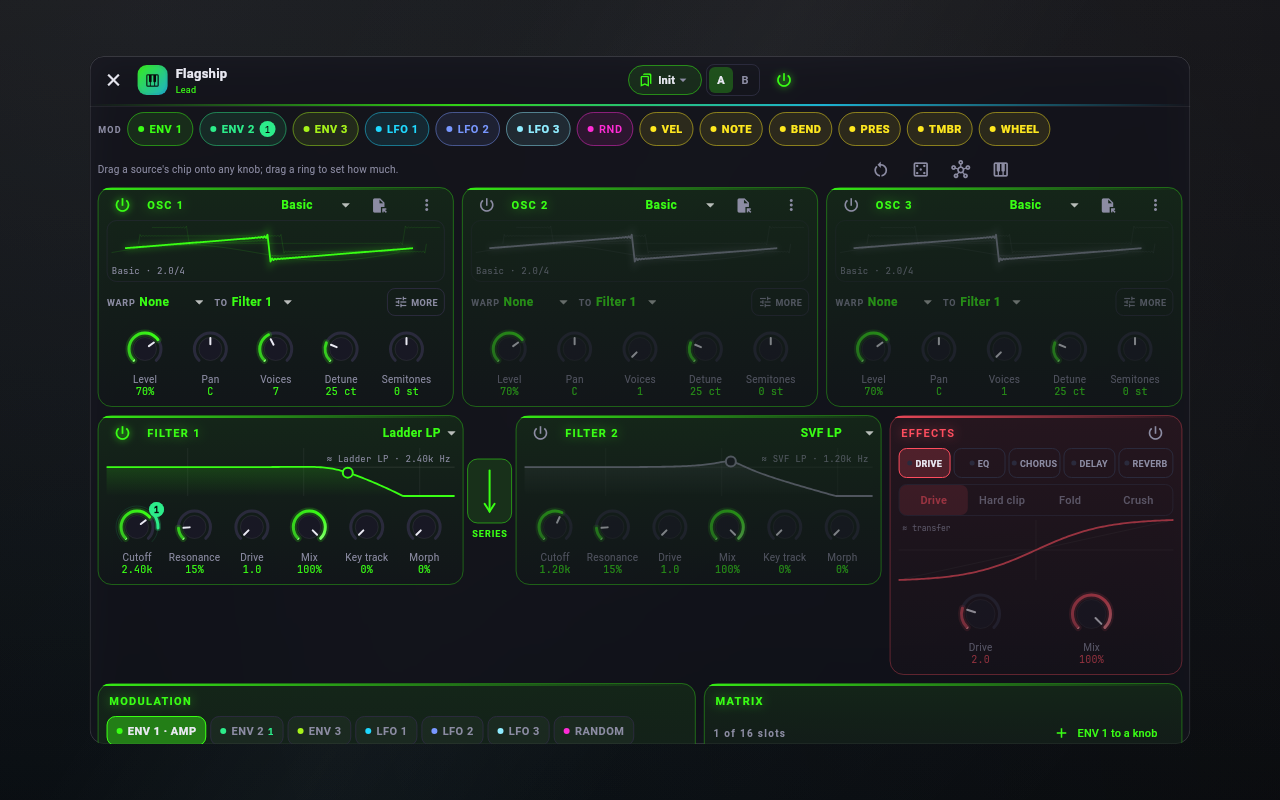 Flagship
Lead
Init
A B
MOD ENV 1 ENV 2 1 ENV 3 LFO 1 LFO 2 LFO 3 RND VEL NOTE BEND PRES TMBR WHEEL
Drag a source's chip onto any knob; drag a ring to set how much.
OSC 1 Basic
Basic · 2.0/4
WARP None TO Filter 1 MORE
Level Pan Voices Detune Semitones
70% C 7 25 ct 0 st
OSC 2 Basic
Basic · 2.0/4
WARP None TO Filter 1 MORE
Level Pan Voices Detune Semitones
70% C 1 25 ct 0 st
OSC 3 Basic
Basic · 2.0/4
WARP None TO Filter 1 MORE
Level Pan Voices Detune Semitones
70% C 1 25 ct 0 st
FILTER 1 Ladder LP
≈ Ladder LP · 2.40k Hz
1
Cutoff Resonance Drive Mix Key track Morph
2.40k 15% 1.0 100% 0% 0%
SERIES
FILTER 2 SVF LP
≈ SVF LP · 1.20k Hz
Cutoff Resonance Drive Mix Key track Morph
1.20k 15% 1.0 100% 0% 0%
EFFECTS
DRIVE EQ CHORUS DELAY REVERB
Drive Hard clip Fold Crush
≈ transfer
Drive Mix
2.0 100%
MODULATION
ENV 1 · AMP ENV 2 1 ENV 3 LFO 1 LFO 2 LFO 3 RANDOM
MATRIX
1 of 16 slots + ENV 1 to a knob